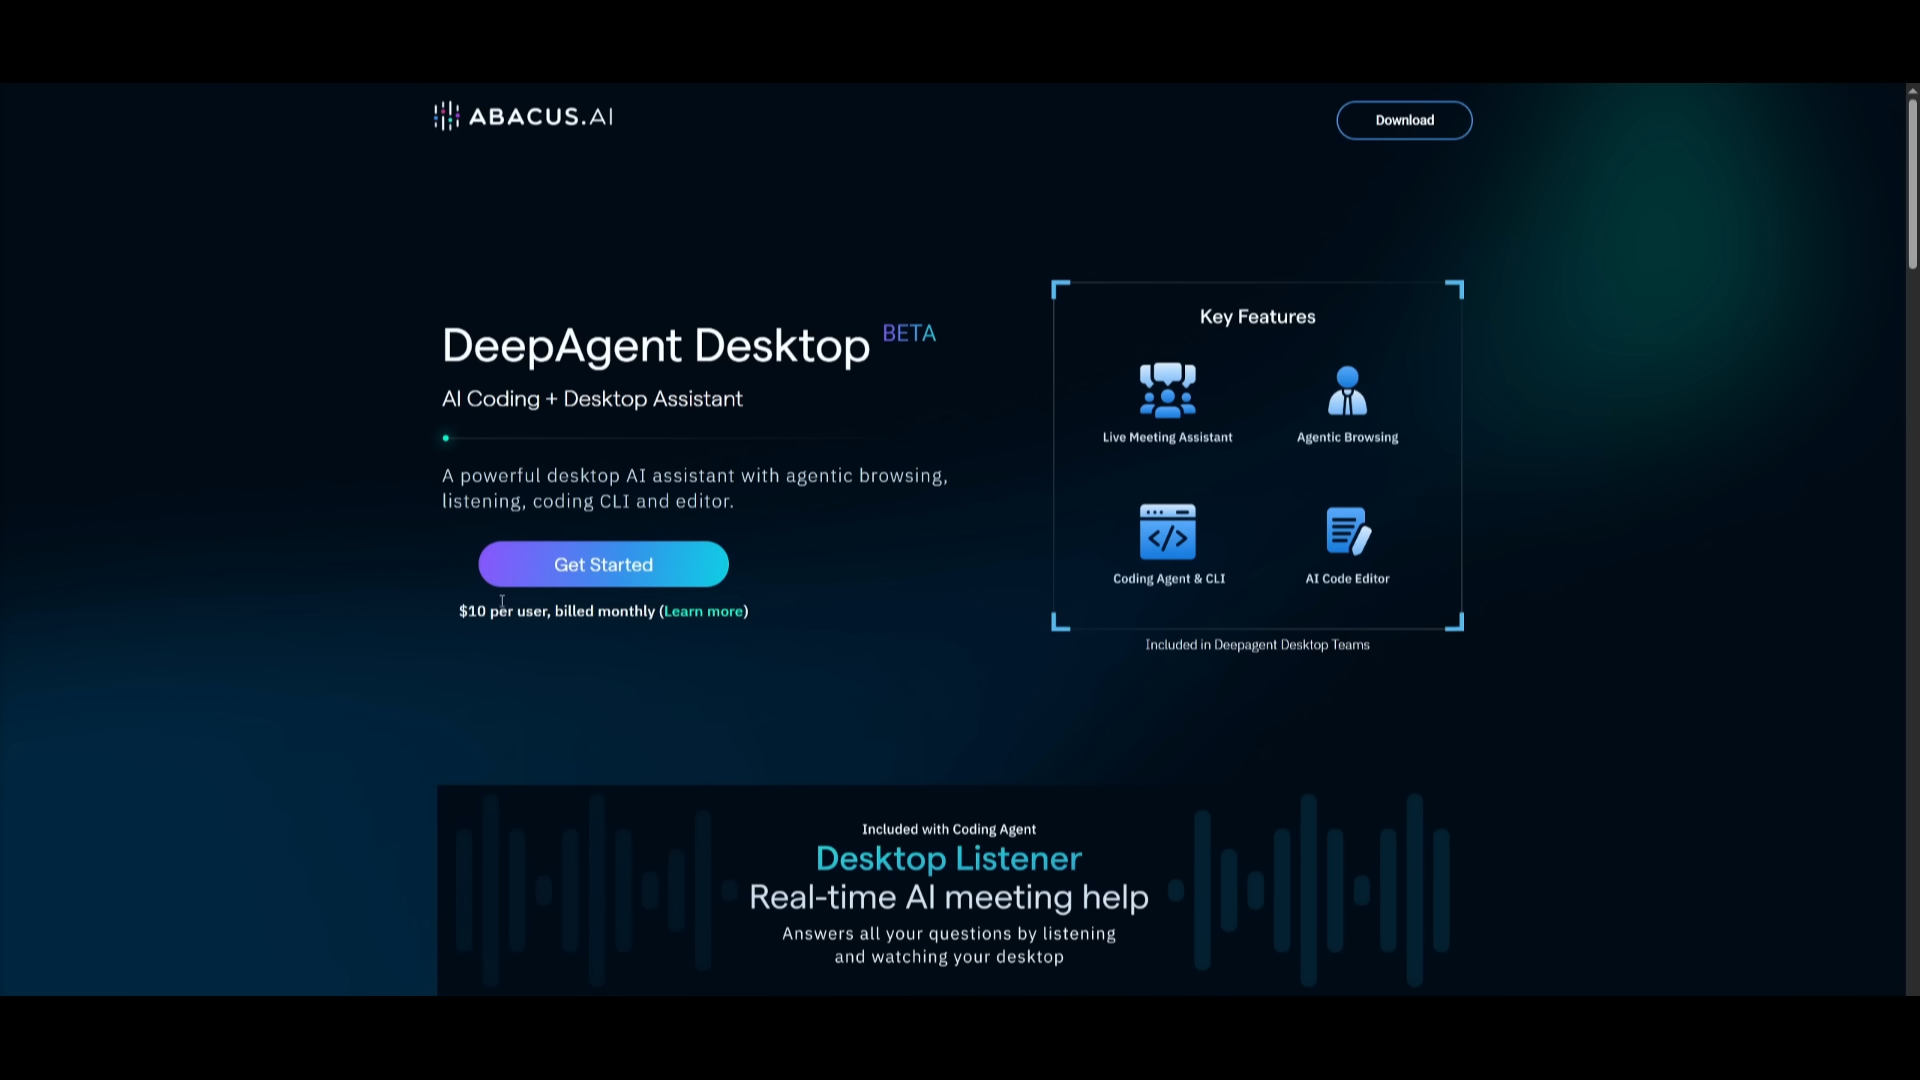 ABACUS.AI
Download
DeepAgent Desktop BETA
AI Coding + Desktop Assistant
A powerful desktop AI assistant with agentic browsing,
listening, coding CLI and editor.
Get Started
$10 per user, billed monthly (Learn more)
Key Features
Live Meeting Assistant
Agentic Browsing
Coding Agent & CLI
AI Code Editor
Included in Deepagent Desktop Teams
Included with Coding Agent
Desktop Listener
Real-time AI meeting help
Answers all your questions by listening
and watching your desktop